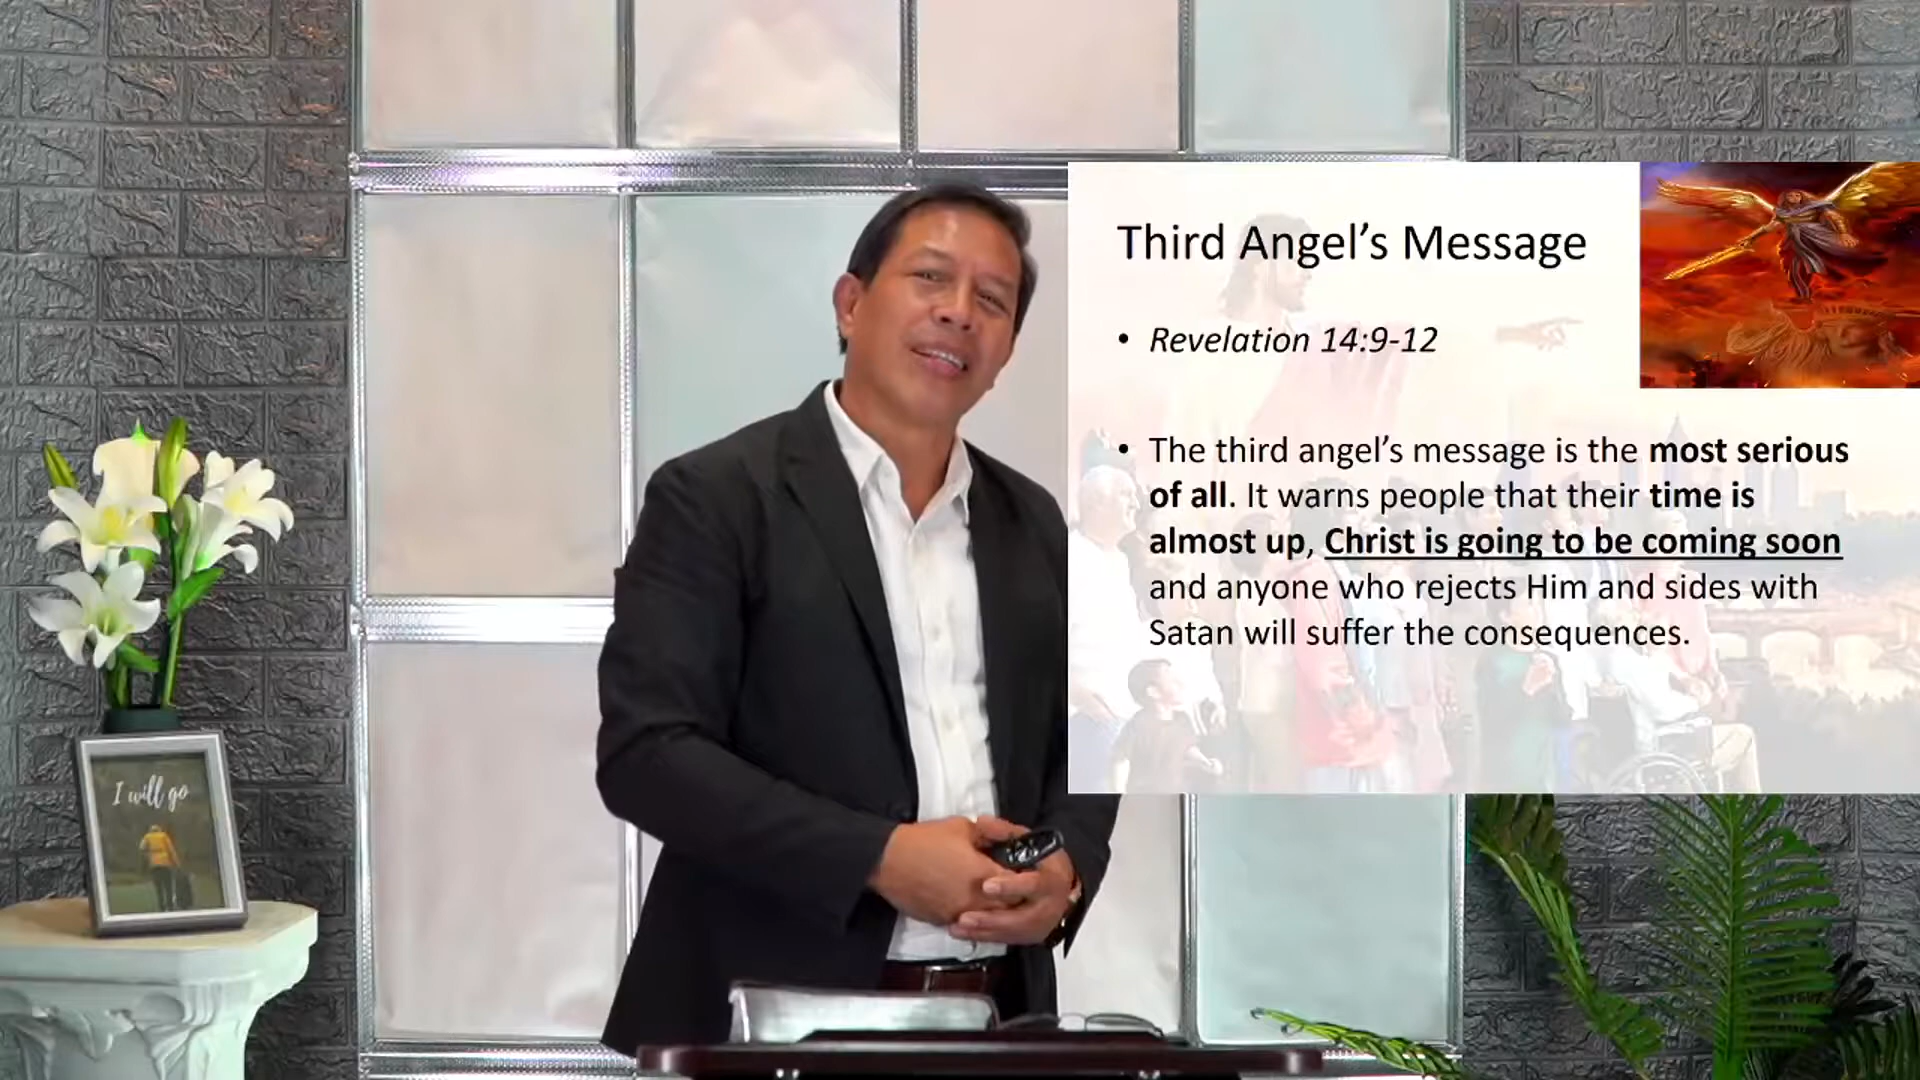 Third Angel’s Message
• Revelation 14:9-12
• The third angel’s message is the most serious
of all. It warns people that their time is
almost up, Christ is going to be coming soon
and anyone who rejects Him and sides with
Satan will suffer the consequences.
I will go